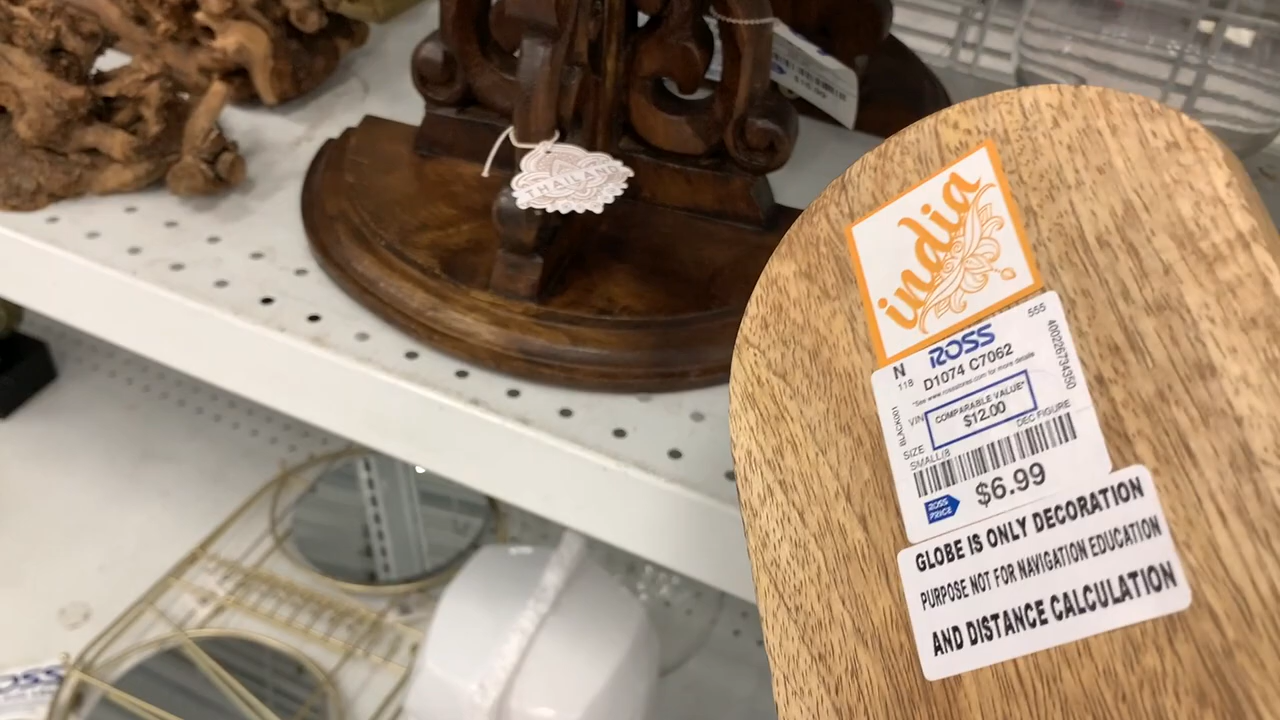 THAILAND
india
ROSS
555
N
118
D1074 C7062
400226734350
*See www.rossstores.com for more details
VIN
COMPARABLE VALUE*
$12.00
BLACK001
DEC FIGURE
SIZE
SMALL/8
ROSS
PRICE
$6.99
GLOBE IS ONLY DECORATION
PURPOSE NOT FOR NAVIGATION EDUCATION
AND DISTANCE CALCULATION